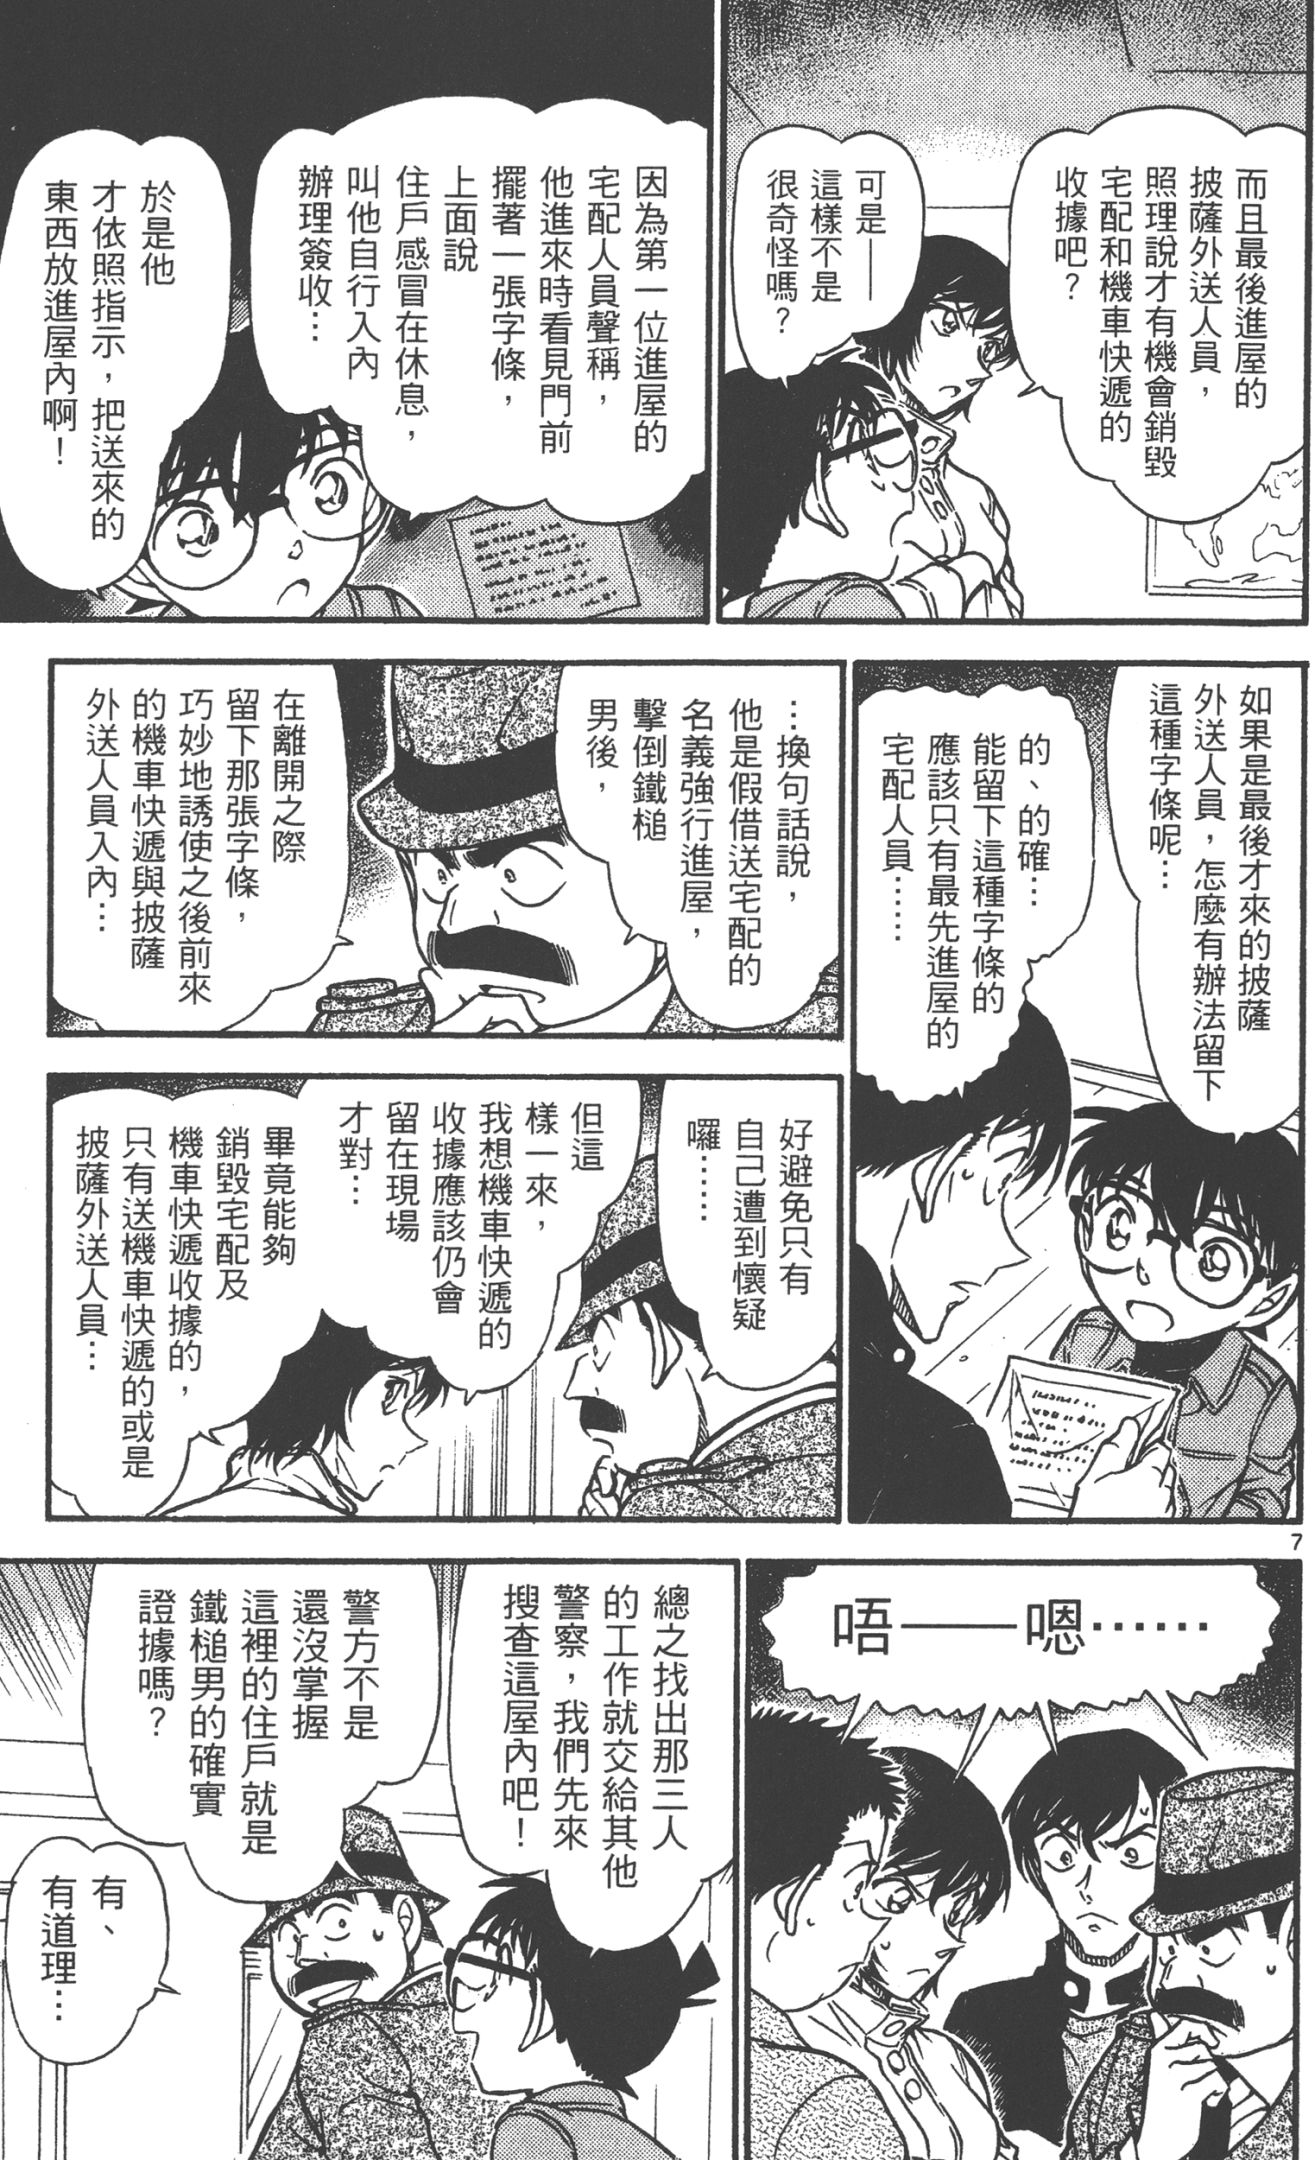 而且最後進屋的
披薩外送人員，
照理說才有機會銷毀
宅配和機車快遞的
收據吧？
可是——
這樣不是
很奇怪嗎？
因為第一位進屋的
宅配人員聲稱，
他進來時看見門前
擺著一張字條，
上面說
住戶感冒在休息，
叫他自行入內
辦理簽收…
於是他
才依照指示，把送來的
東西放進屋內啊！
如果是最後才來的披薩
外送人員，怎麼有辦法留下
這種字條呢…
的、的確…
能留下這種字條的
應該只有最先進屋的
宅配人員……
…換句話說，
他是假借送宅配的
名義強行進屋，
擊倒鐵槌
男後，
在離開之際
留下那張字條，
巧妙地誘使之後前來
的機車快遞與披薩
外送人員入內…
好避免只有
自己遭到懷疑
囉……
但這
樣一來，
我想機車快遞的
收據應該仍會
留在現場
才對…
畢竟能夠
銷毀宅配及
機車快遞收據的，
只有送機車快遞的或是
披薩外送人員…
7
唔——嗯……
總之找出那三人
的工作就交給其他
警察，我們先來
搜查這屋內吧！
警方不是
還沒掌握
這裡的住戶就是
鐵槌男的確實
證據嗎？
有、
有道理…